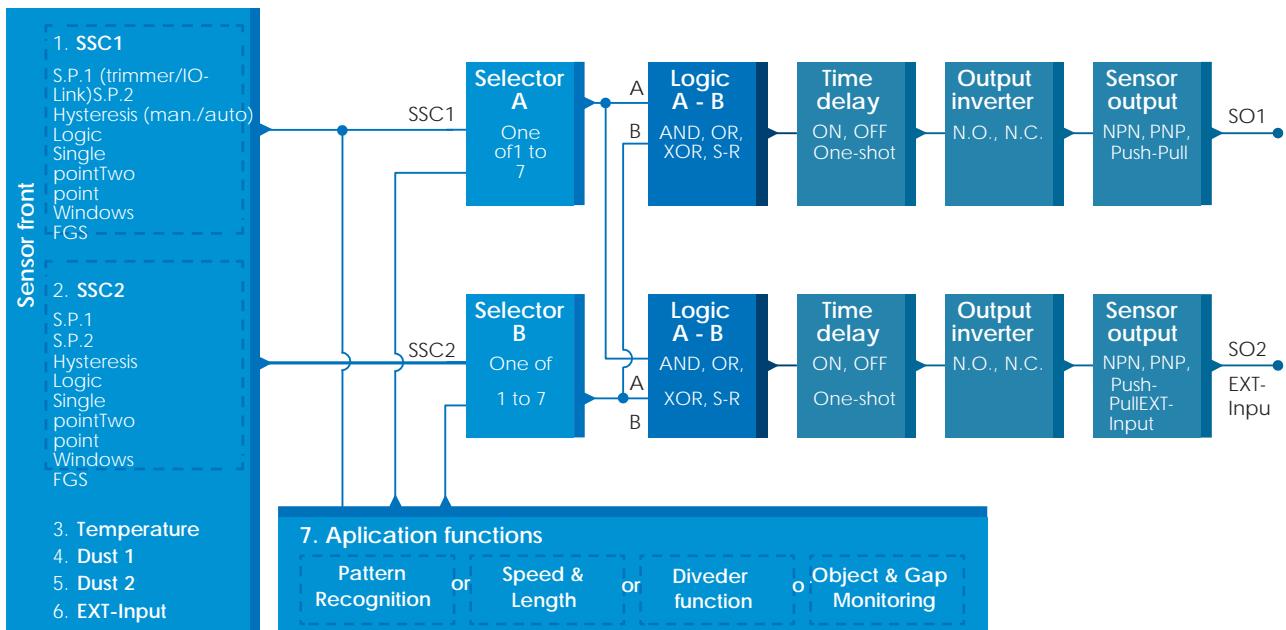 Sensor front
1. SSC1
S.P.1 (trimmer/IO-
Link)S.P.2
Hysteresis (man./auto)
Logic
Single
pointTwo
point
Windows
FGS
2. SSC2
S.P.1
S.P.2
Hysteresis
Logic
Single
pointTwo
point
Windows
FGS
3. Temperature
4. Dust 1
5. Dust 2
6. EXT-Input
SSC1
Selector
A
One
of1 to
7
A
B
Logic
A - B
AND, OR,
XOR, S-R
Time
delay
ON, OFF
One-shot
Output
inverter
N.O., N.C.
Sensor
output
NPN, PNP,
Push-Pull
SO1
SSC2
Selector
B
One of
1 to 7
A
B
Logic
A - B
AND, OR,
XOR, S-R
Time
delay
ON, OFF
One-shot
Output
inverter
N.O., N.C.
Sensor
output
NPN, PNP,
Push-
PullEXT-
Input
SO2
EXT-
Inpu
7. Aplication functions
Pattern
Recognition
or
Speed &
Length
or
Diveder
function
o
Object & Gap
Monitoring